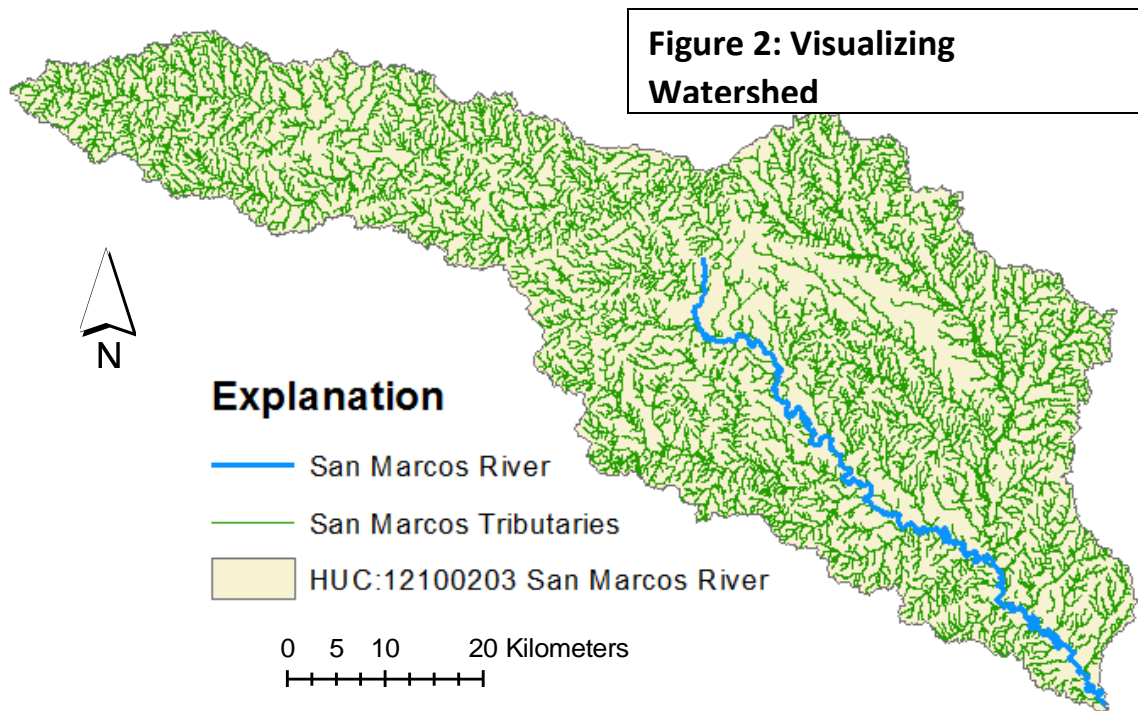 Figure 2: Visualizing
Watershed
N
Explanation
San Marcos River
San Marcos Tributaries
HUC:12100203 San Marcos River
0 5 10 20 Kilometers